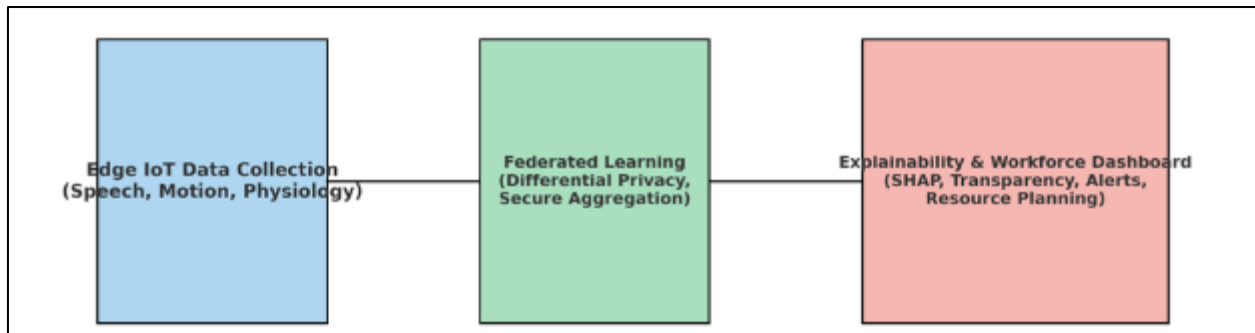 Edge IoT Data Collection
(Speech, Motion, Physiology)
Federated Learning
(Differential Privacy,
Secure Aggregation)
Explainability & Workforce Dashboard
(SHAP, Transparency, Alerts,
Resource Planning)